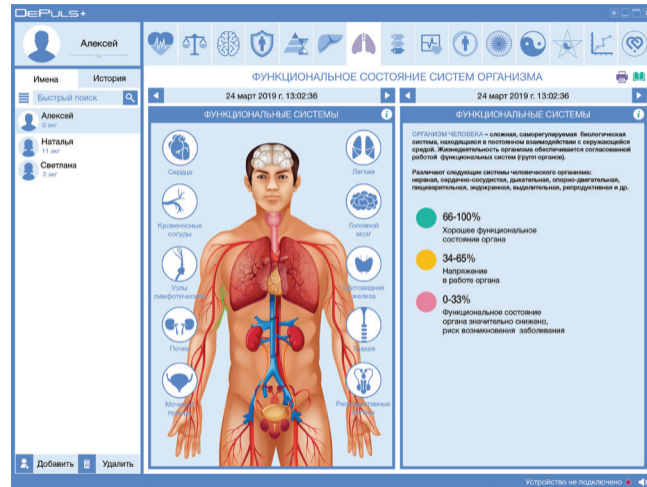 DEPULS+
Алексей
Имена
История
Быстрый поиск
Алексей
0 экг
Наталья
11 экг
Светлана
0 экг
Добавить
Удалить
ФУНКЦИОНАЛЬНОЕ СОСТОЯНИЕ СИСТЕМ ОРГАНИЗМА
24 март 2019 г. 13:02:36
ФУНКЦИОНАЛЬНЫЕ СИСТЕМЫ
Сердце
Легкие
Кровеносные
сосуды
Головной
мозг
Узлы
лимфотические
Щитовидная
железа
Почки
Мочевой
пузырь
24 март 2019 г. 13:02:36
ФУНКЦИОНАЛЬНЫЕ СИСТЕМЫ
ОРГАНИЗМ ЧЕЛОВЕКА – сложная, саморегулируемая биологическая
система, находящаяся в постоянном взаимодействии с окружающейся
средой. Жизнедеятельность организма обеспечивается согласованной
работой функциональных систем (групп органов).
Различают следующие системы человеческого организма:
нервная, сердечно-сосудистая, дыхательная, опорно-двигательная,
пищеварительная, эндокринная, выделительная, репродуктивная и др.
66-100%
Хорошее функциональное
состояние органа
34-65%
Напряжение
в работе органа
0-33%
Функциональное состояние
органа значительно снижено,
риск возникновения заболевания
Устройство не подключено